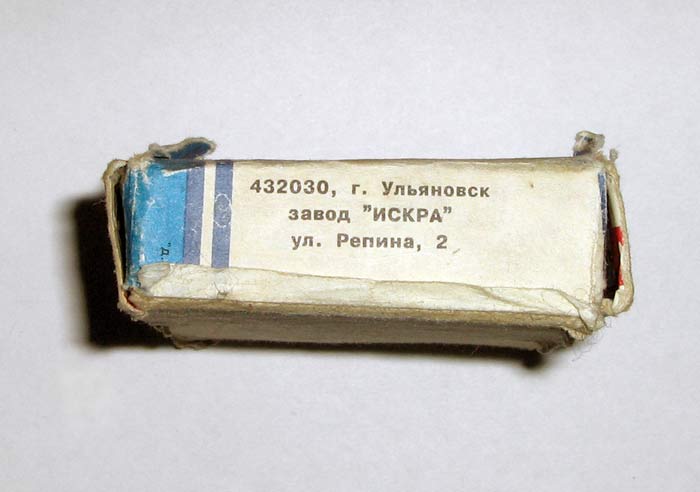 432030, г. Ульяновск
завод "ИСКРА"
ул. Репина, 2